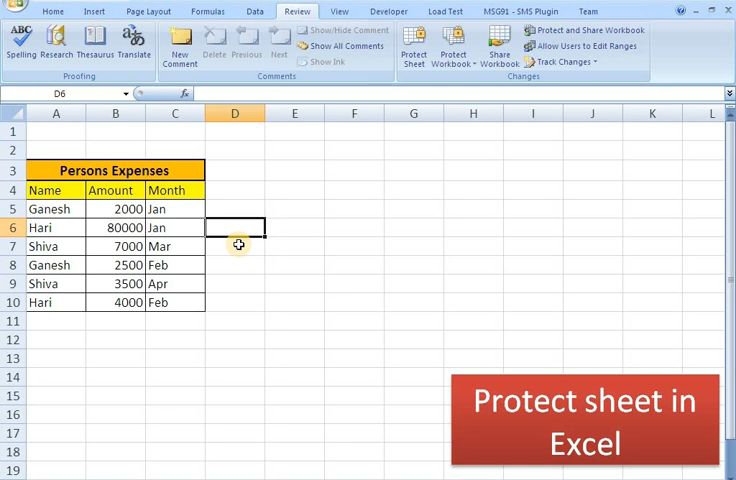 Home Insert Page Layout Formulas Data Review View Developer Load Test MSG91 - SMS Plugin Team
ABC
Spelling Research Thesaurus Translate
Proofing
New Comment Delete Previous Next
Show/Hide Comment
Show All Comments
Show Ink
Comments
Protect Sheet Protect Workbook Share Workbook
Protect and Share Workbook
Allow Users to Edit Ranges
Track Changes
Changes
D6 fx
A B C D E F G H I J K L
1
2
3 Persons Expenses
4 Name Amount Month
5 Ganesh 2000 Jan
6 Hari 80000 Jan
7 Shiva 7000 Mar
8 Ganesh 2500 Feb
9 Shiva 3500 Apr
10 Hari 4000 Feb
11
12
13
14
15
16
17
18
19
Protect sheet in
Excel